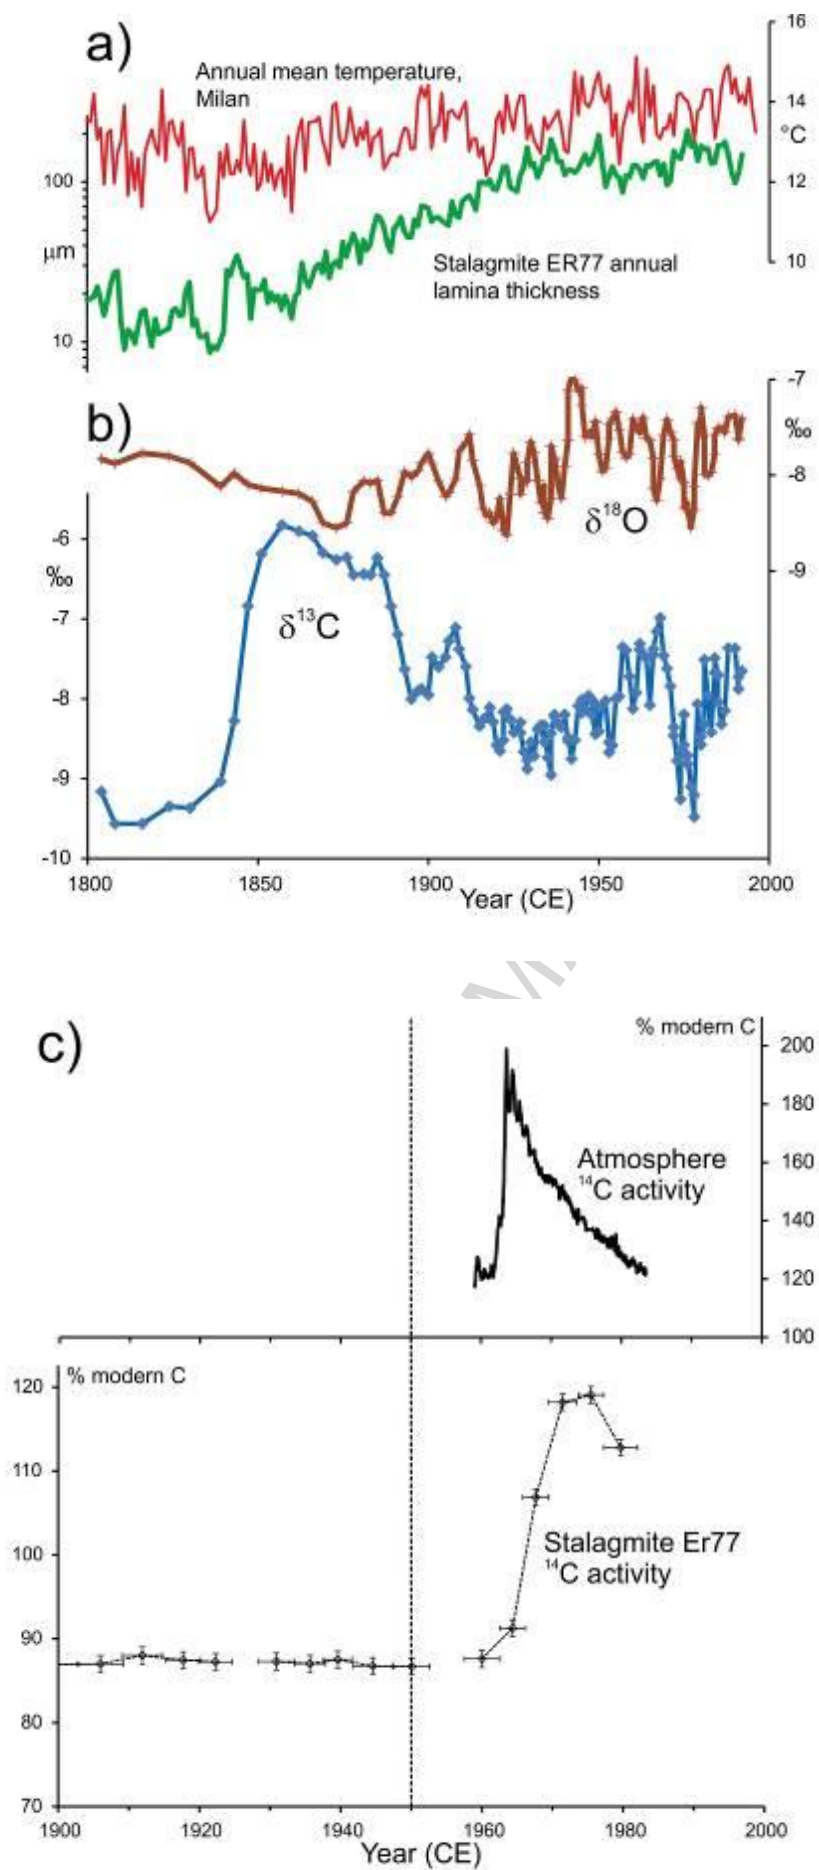 a)
16
Annual mean temperature,
Milan
14
°C
100
12
µm
Stalagmite ER77 annual
lamina thickness
10
10
-7
b)
‰
-8
δ18O
-6
‰
-9
-7
δ13C
-8
-9
-10
1800 1850 1900 1950 2000
Year (CE)
c)
% modern C
200
180
Atmosphere
14C activity
160
140
120
100
% modern C
120
110
Stalagmite Er77
14C activity
100
90
80
70
1900 1920 1940 1960 1980 2000
Year (CE)